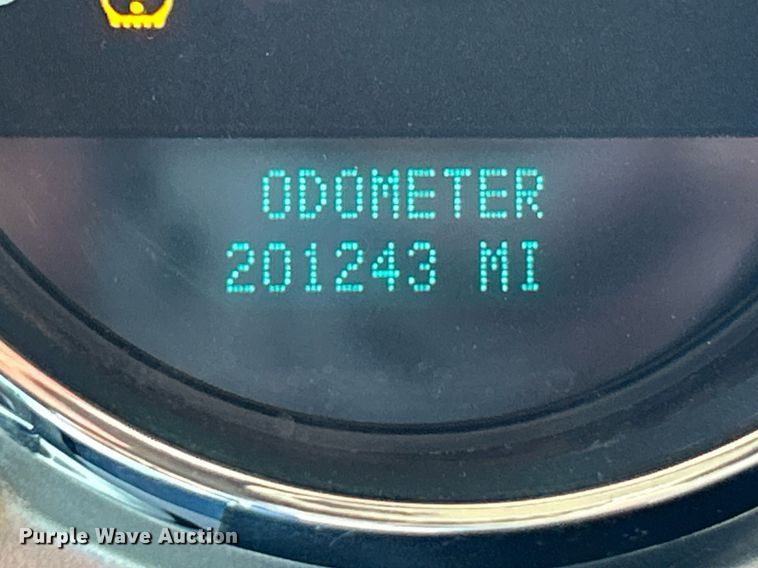 ODOMETER
201243 MI
Purple Wave Auction